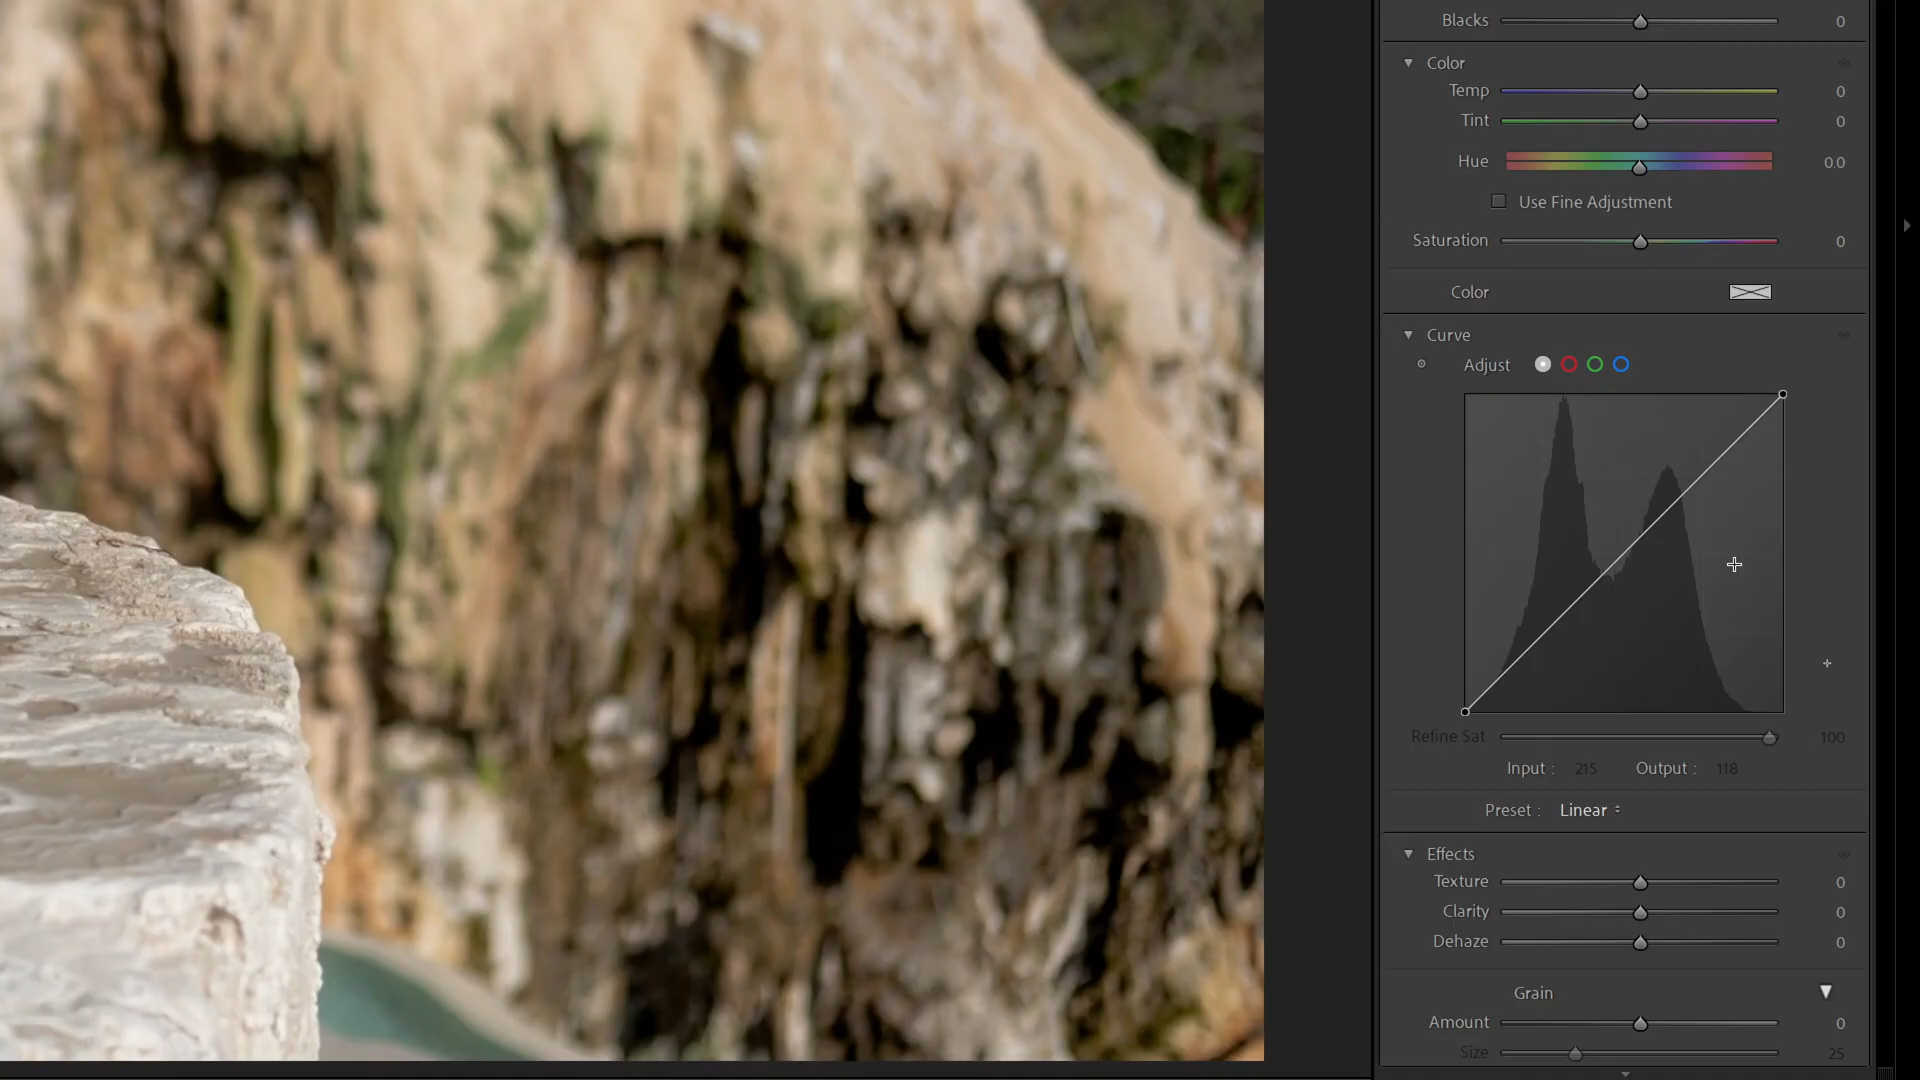 Blacks 0
Color
Temp 0
Tint 0
Hue 0.0
Use Fine Adjustment
Saturation 0
Color
Curve
Adjust
Refine Sat 100
Input : 215 Output : 118
Preset : Linear
Effects
Texture 0
Clarity 0
Dehaze 0
Grain
Amount 0
Size 25